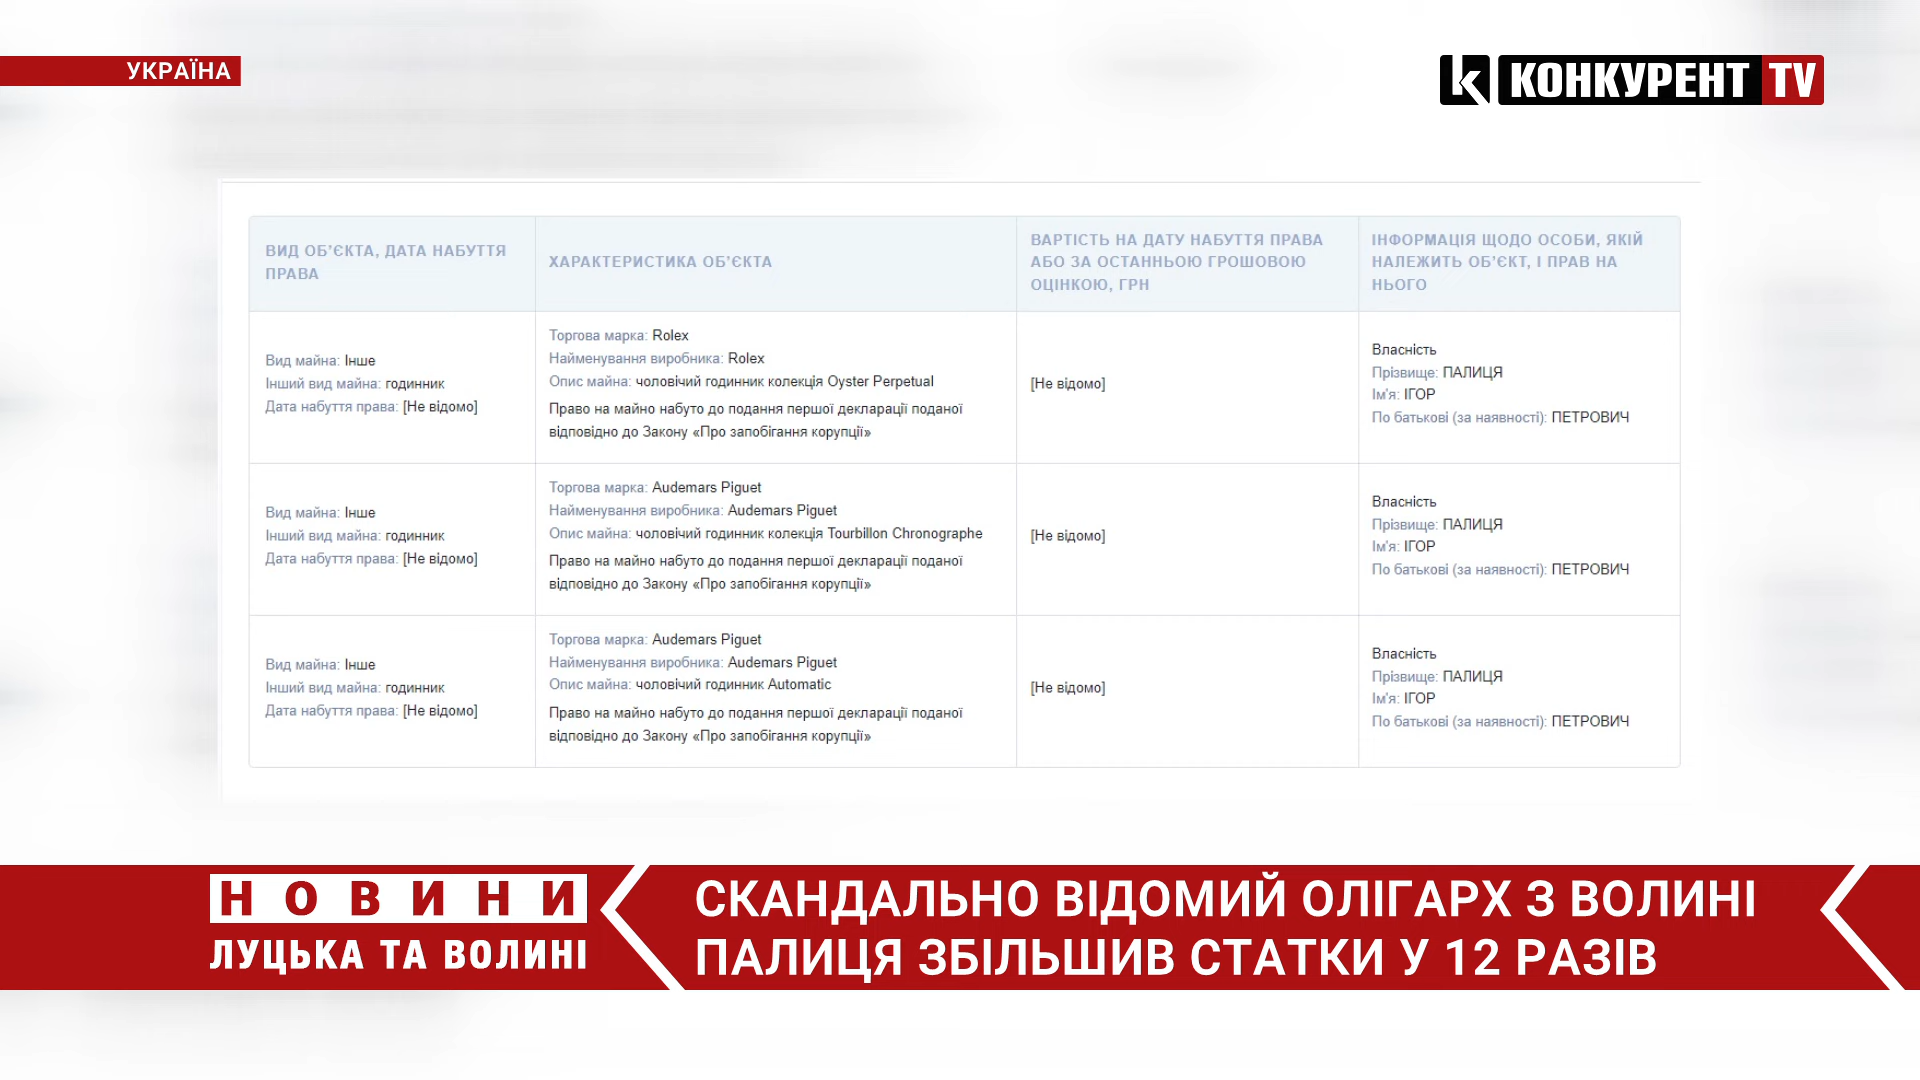 УКРАЇНА
КОНКУРЕНТ TV
ВИД ОБ'ЄКТА, ДАТА НАБУТТЯ
ПРАВА
ХАРАКТЕРИСТИКА ОБ'ЄКТА
ВАРТІСТЬ НА ДАТУ НАБУТТЯ ПРАВА
АБО ЗА ОСТАННЬОЮ ГРОШОВОЮ
ОЦІНКОЮ, ГРН
ІНФОРМАЦІЯ ЩОДО ОСОБИ, ЯКІЙ
НАЛЕЖИТЬ ОБ'ЄКТ, І ПРАВ НА
НЬОГО
Вид майна: Інше
Інший вид майна: годинник
Дата набуття права: [Не відомо]
Торгова марка: Rolex
Найменування виробника: Rolex
Опис майна: чоловічий годинник колекція Oyster Perpetual
Право на майно набуто до подання першої декларації поданої
відповідно до Закону «Про запобігання корупції»
[Не відомо]
Власність
Прізвище: ПАЛИЦЯ
Ім'я: ІГОР
По батькові (за наявності): ПЕТРОВИЧ
Вид майна: Інше
Інший вид майна: годинник
Дата набуття права: [Не відомо]
Торгова марка: Audemars Piguet
Найменування виробника: Audemars Piguet
Опис майна: чоловічий годинник колекція Tourbillon Chronographe
Право на майно набуто до подання першої декларації поданої
відповідно до Закону «Про запобігання корупції»
[Не відомо]
Власність
Прізвище: ПАЛИЦЯ
Ім'я: ІГОР
По батькові (за наявності): ПЕТРОВИЧ
Вид майна: Інше
Інший вид майна: годинник
Дата набуття права: [Не відомо]
Торгова марка: Audemars Piguet
Найменування виробника: Audemars Piguet
Опис майна: чоловічий годинник Automatic
Право на майно набуто до подання першої декларації поданої
відповідно до Закону «Про запобігання корупції»
[Не відомо]
Власність
Прізвище: ПАЛИЦЯ
Ім'я: ІГОР
По батькові (за наявності): ПЕТРОВИЧ
НОВИНИ
ЛУЦЬКА ТА ВОЛИНІ
СКАНДАЛЬНО ВІДОМИЙ ОЛІГАРХ З ВОЛИНІ
ПАЛИЦЯ ЗБІЛЬШИВ СТАТКИ У 12 РАЗІВ